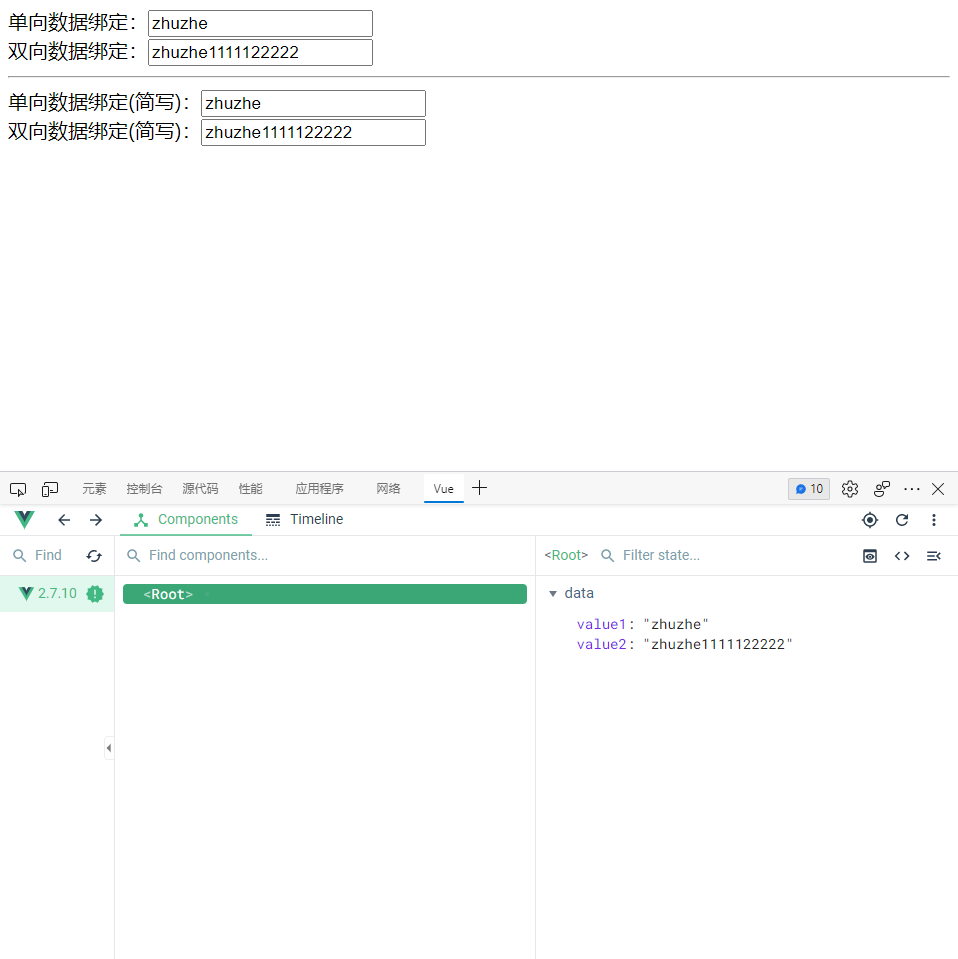 单向数据绑定：zhuzhe
双向数据绑定：zhuzhe1111122222
单向数据绑定(简写)：zhuzhe
双向数据绑定(简写)：zhuzhe1111122222
元素 控制台 源代码 性能 应用程序 网络 Vue 10
Components Timeline
Find Find components... <Root> Filter state...
2.7.10 <Root> data
value1: "zhuzhe"
value2: "zhuzhe1111122222"